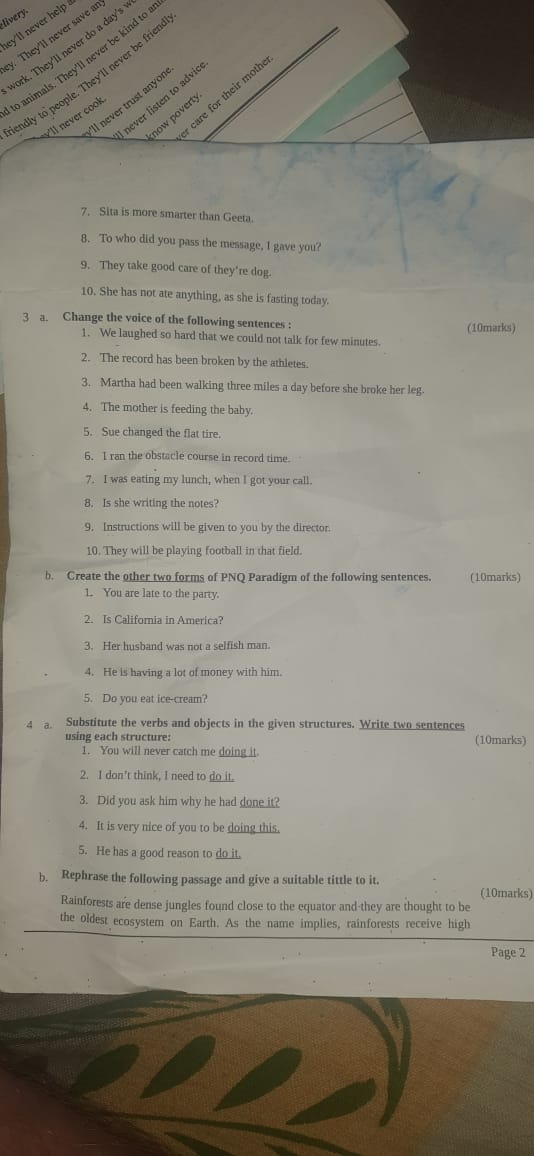 elivery.
hey'll never help
ney. They'll never save any
s work. They'll never do a day's
nd to animals. They'll never be kind to
friendly to people. They'll never be friendly.
ey'll never cook.
y'll never trust anyone.
ll never listen to advice.
know poverty.
ver care for their mother.
7. Sita is more smarter than Geeta.
8. To who did you pass the message, I gave you?
9. They take good care of they're dog.
10. She has not ate anything, as she is fasting today.
3 a. Change the voice of the following sentences :
(10marks)
1. We laughed so hard that we could not talk for few minutes.
2. The record has been broken by the athletes.
3. Martha had been walking three miles a day before she broke her leg.
4. The mother is feeding the baby.
5. Sue changed the flat tire.
6. I ran the obstacle course in record time.
7. I was eating my lunch, when I got your call.
8. Is she writing the notes?
9. Instructions will be given to you by the director.
10. They will be playing football in that field.
b. Create the other two forms of PNQ Paradigm of the following sentences. (10marks)
1. You are late to the party.
2. Is California in America?
3. Her husband was not a selfish man.
4. He is having a lot of money with him.
5. Do you eat ice-cream?
4 a. Substitute the verbs and objects in the given structures. Write two sentences
using each structure: (10marks)
1. You will never catch me doing it.
2. I don't think, I need to do it.
3. Did you ask him why he had done it?
4. It is very nice of you to be doing this.
5. He has a good reason to do it.
b. Rephrase the following passage and give a suitable tittle to it.
(10marks)
Rainforests are dense jungles found close to the equator and they are thought to be
the oldest ecosystem on Earth. As the name implies, rainforests receive high
Page 2